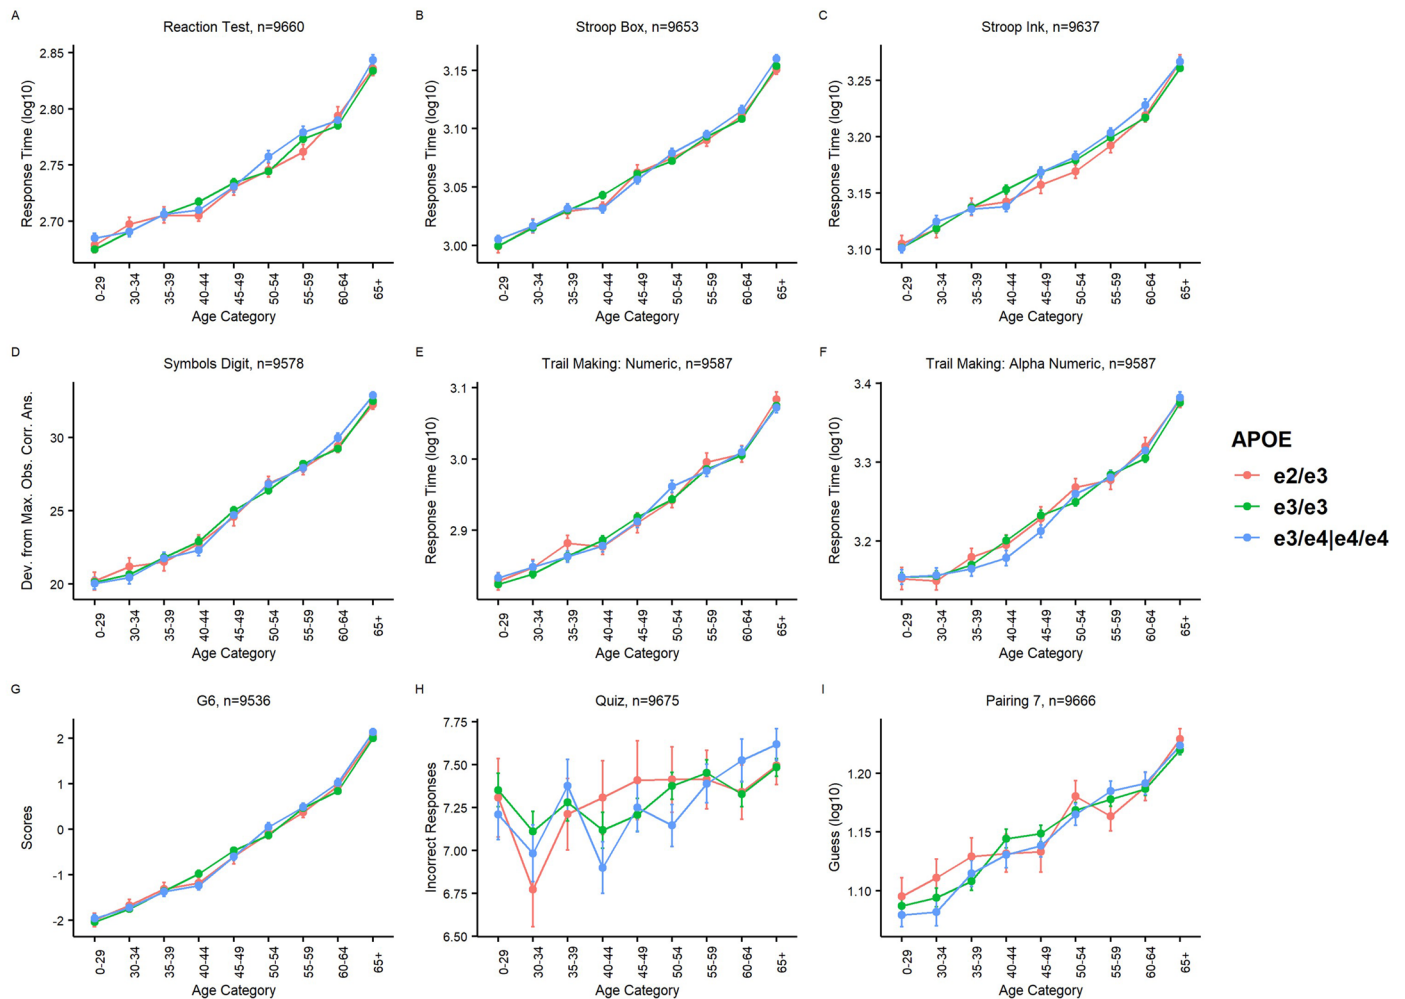 A
Reaction Test, n=9660
Response Time (log10)
2.85
2.80
2.75
2.70
0-29
30-34
35-39
40-44
45-49
50-54
55-59
60-64
65+
Age Category
B
Stroop Box, n=9653
Response Time (log10)
3.15
3.10
3.05
3.00
0-29
30-34
35-39
40-44
45-49
50-54
55-59
60-64
65+
Age Category
C
Stroop Ink, n=9637
Response Time (log10)
3.25
3.20
3.15
3.10
0-29
30-34
35-39
40-44
45-49
50-54
55-59
60-64
65+
Age Category
D
Symbols Digit, n=9578
Dev. from Max. Obs. Corr. Ans.
30
25
20
0-29
30-34
35-39
40-44
45-49
50-54
55-59
60-64
65+
Age Category
E
Trail Making: Numeric, n=9587
Response Time (log10)
3.1
3.0
2.9
0-29
30-34
35-39
40-44
45-49
50-54
55-59
60-64
65+
Age Category
F
Trail Making: Alpha Numeric, n=9587
Response Time (log10)
3.4
3.3
3.2
0-29
30-34
35-39
40-44
45-49
50-54
55-59
60-64
65+
Age Category
APOE
e2/e3
e3/e3
e3/e4|e4/e4
G
G6, n=9536
Scores
2
1
0
-1
-2
0-29
30-34
35-39
40-44
45-49
50-54
55-59
60-64
65+
Age Category
H
Quiz, n=9675
Incorrect Responses
7.75
7.50
7.25
7.00
6.75
6.50
0-29
30-34
35-39
40-44
45-49
50-54
55-59
60-64
65+
Age Category
I
Pairing 7, n=9666
Guess (log10)
1.20
1.15
1.10
0-29
30-34
35-39
40-44
45-49
50-54
55-59
60-64
65+
Age Category